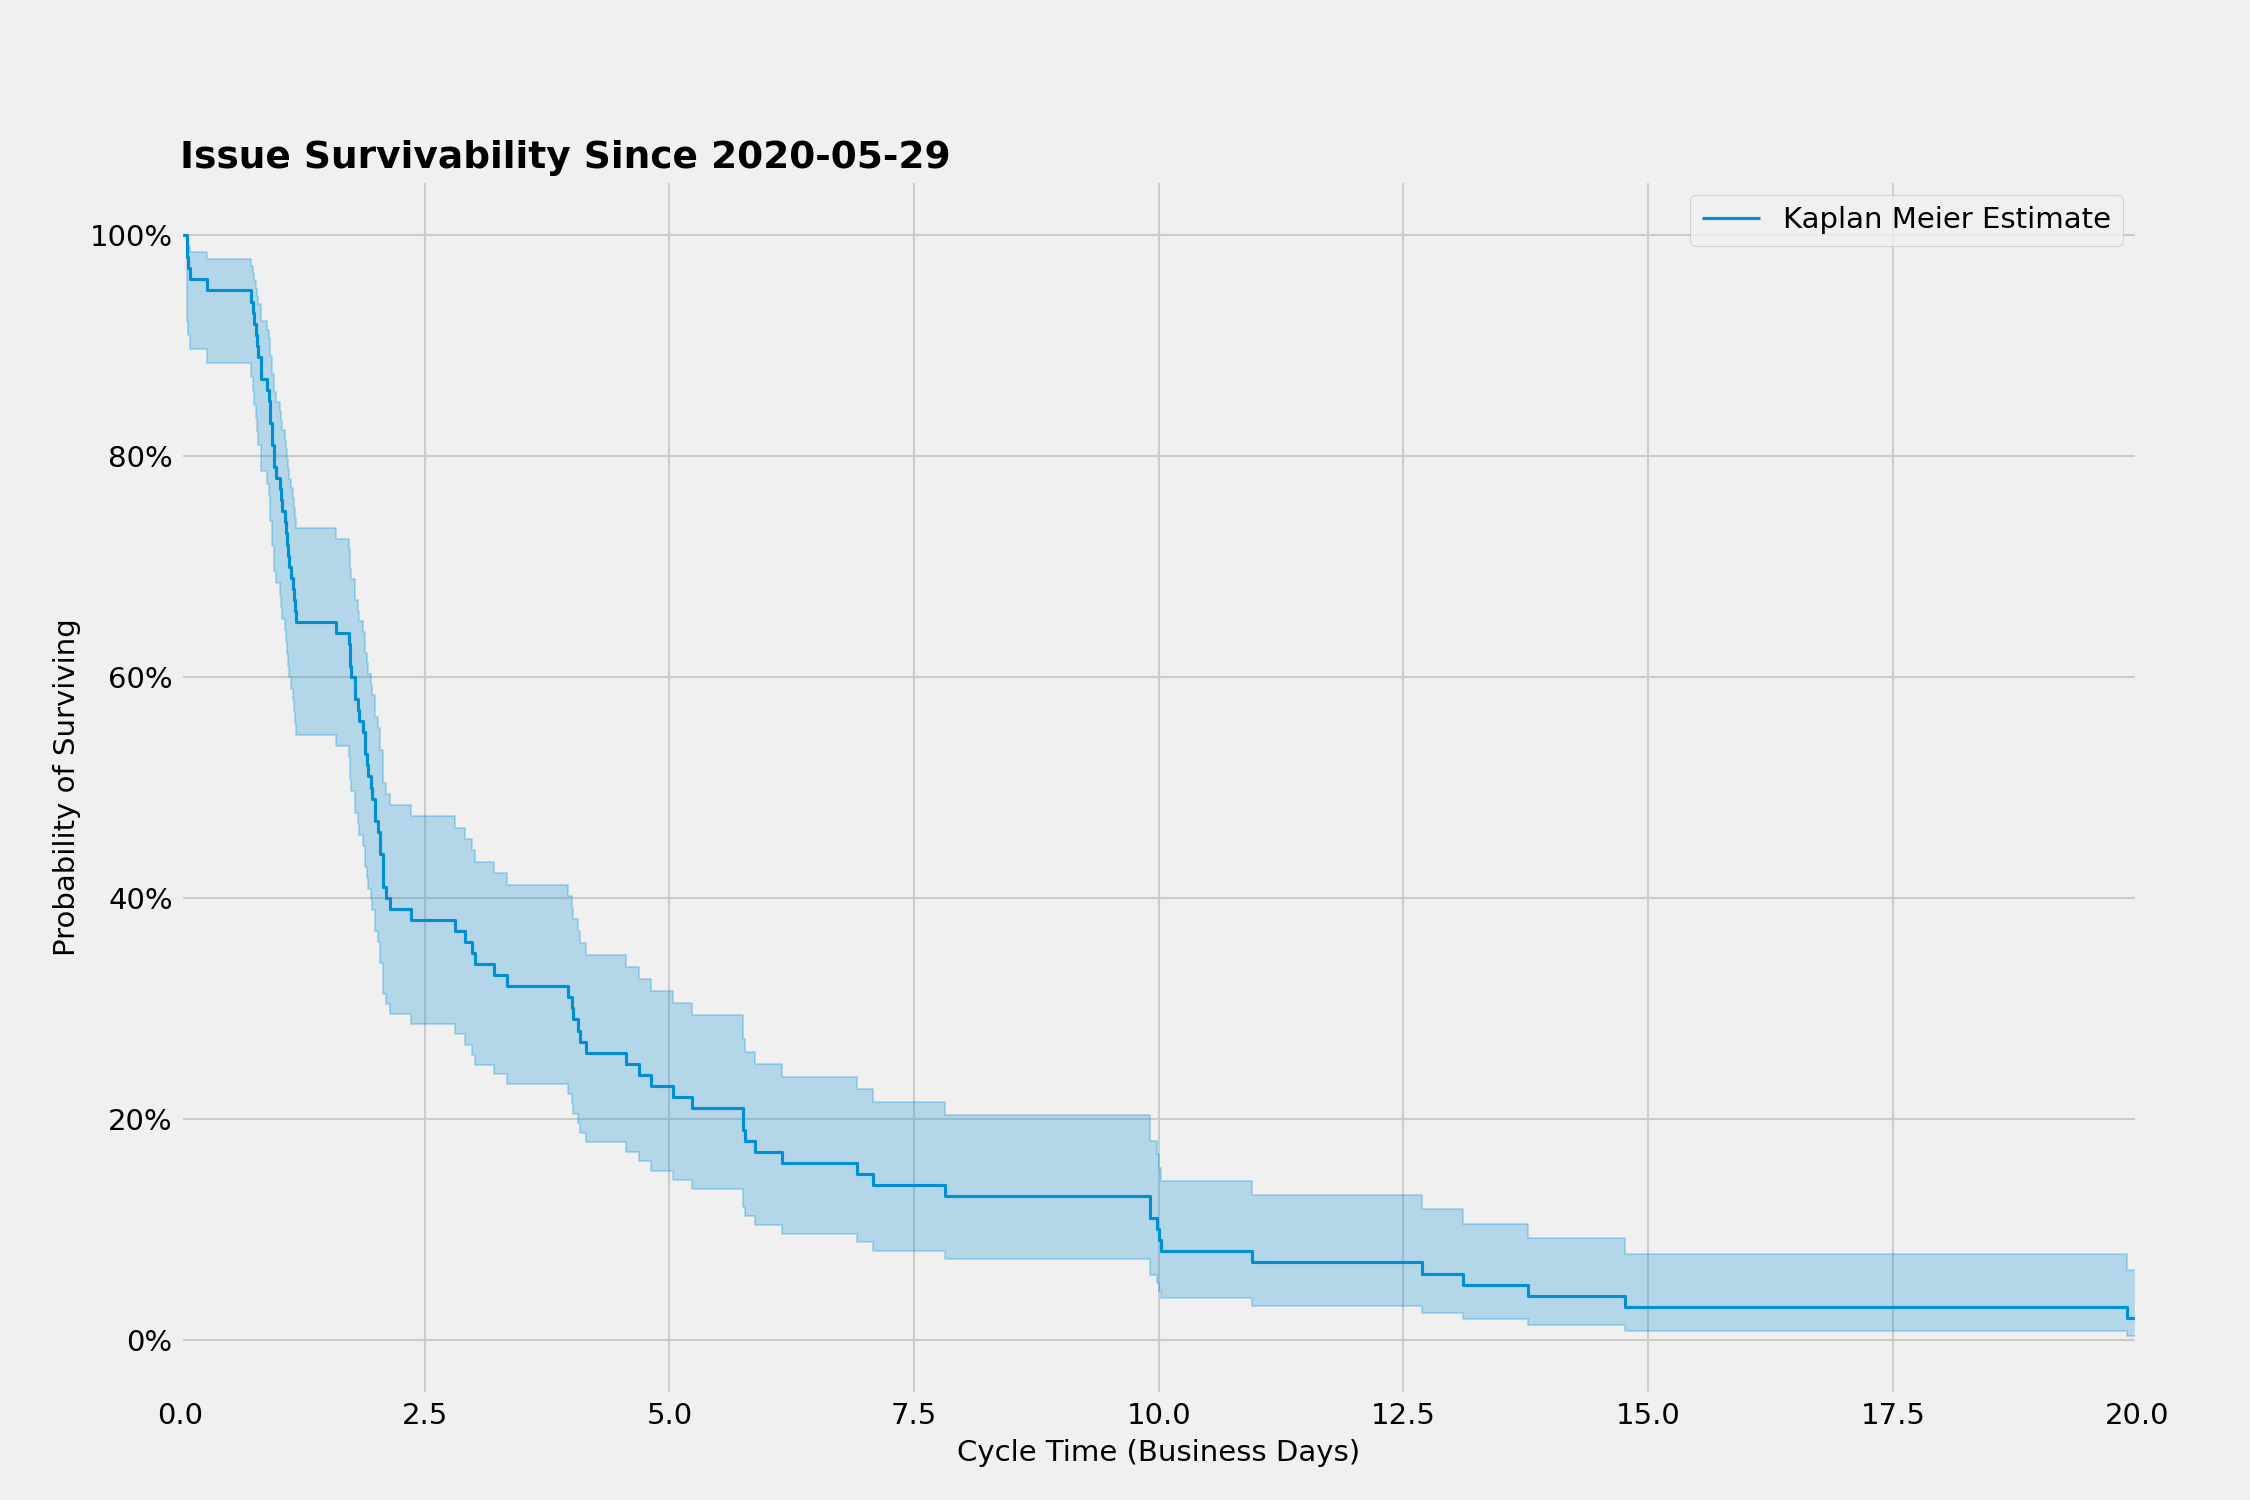 Issue Survivability Since 2020-05-29
Kaplan Meier Estimate
100%
80%
60%
40%
20%
0%
Probability of Surviving
0.0 2.5 5.0 7.5 10.0 12.5 15.0 17.5 20.0
Cycle Time (Business Days)